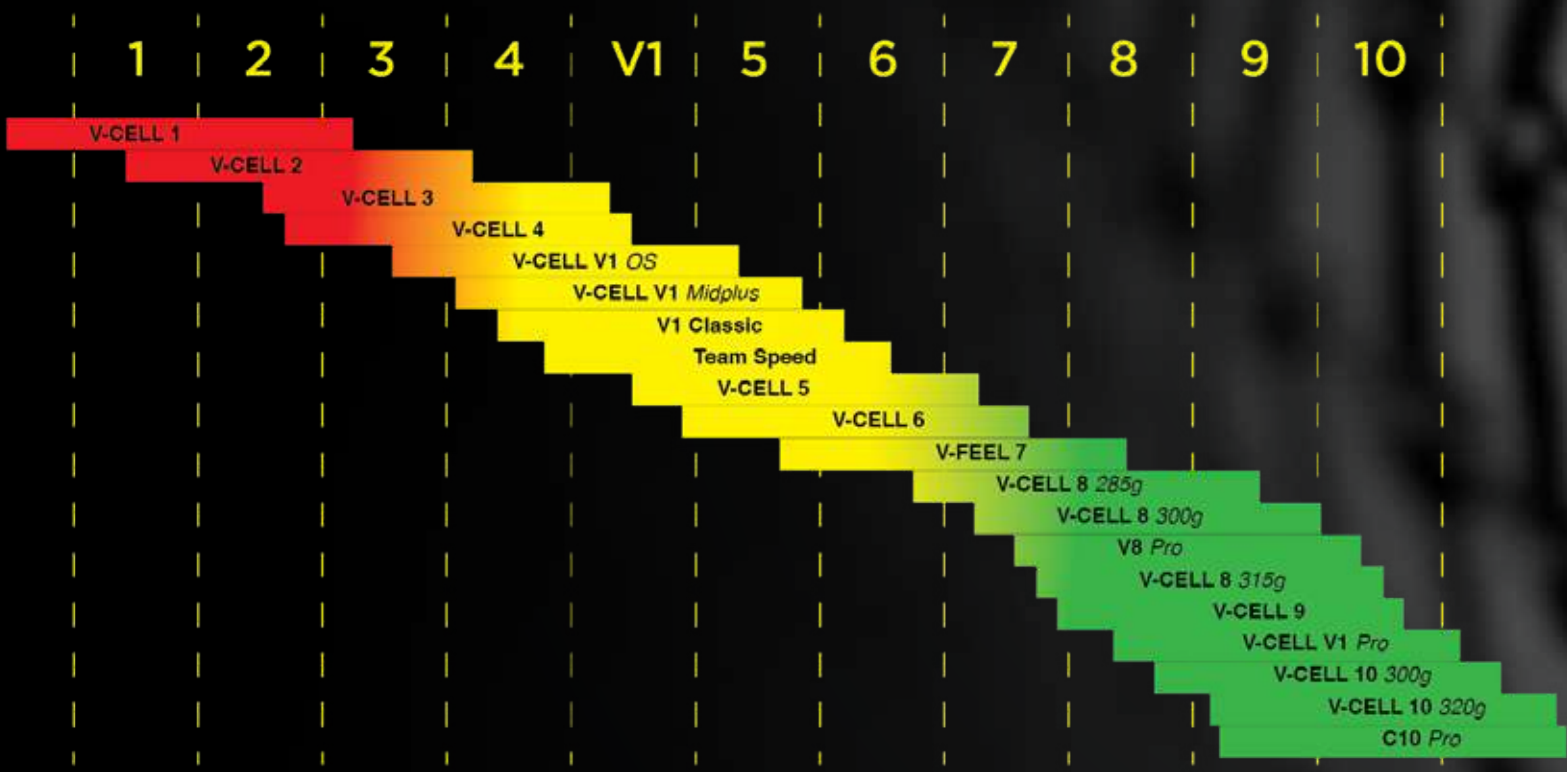 1 2 3 4 V1 5 6 7 8 9 10
V-CELL 1
V-CELL 2
V-CELL 3
V-CELL 4
V-CELL V1 OS
V-CELL V1 Midplus
V1 Classic
Team Speed
V-CELL 5
V-CELL 6
V-FEEL 7
V-CELL 8 285g
V-CELL 8 300g
V8 Pro
V-CELL 8 315g
V-CELL 9
V-CELL V1 Pro
V-CELL 10 300g
V-CELL 10 320g
C10 Pro